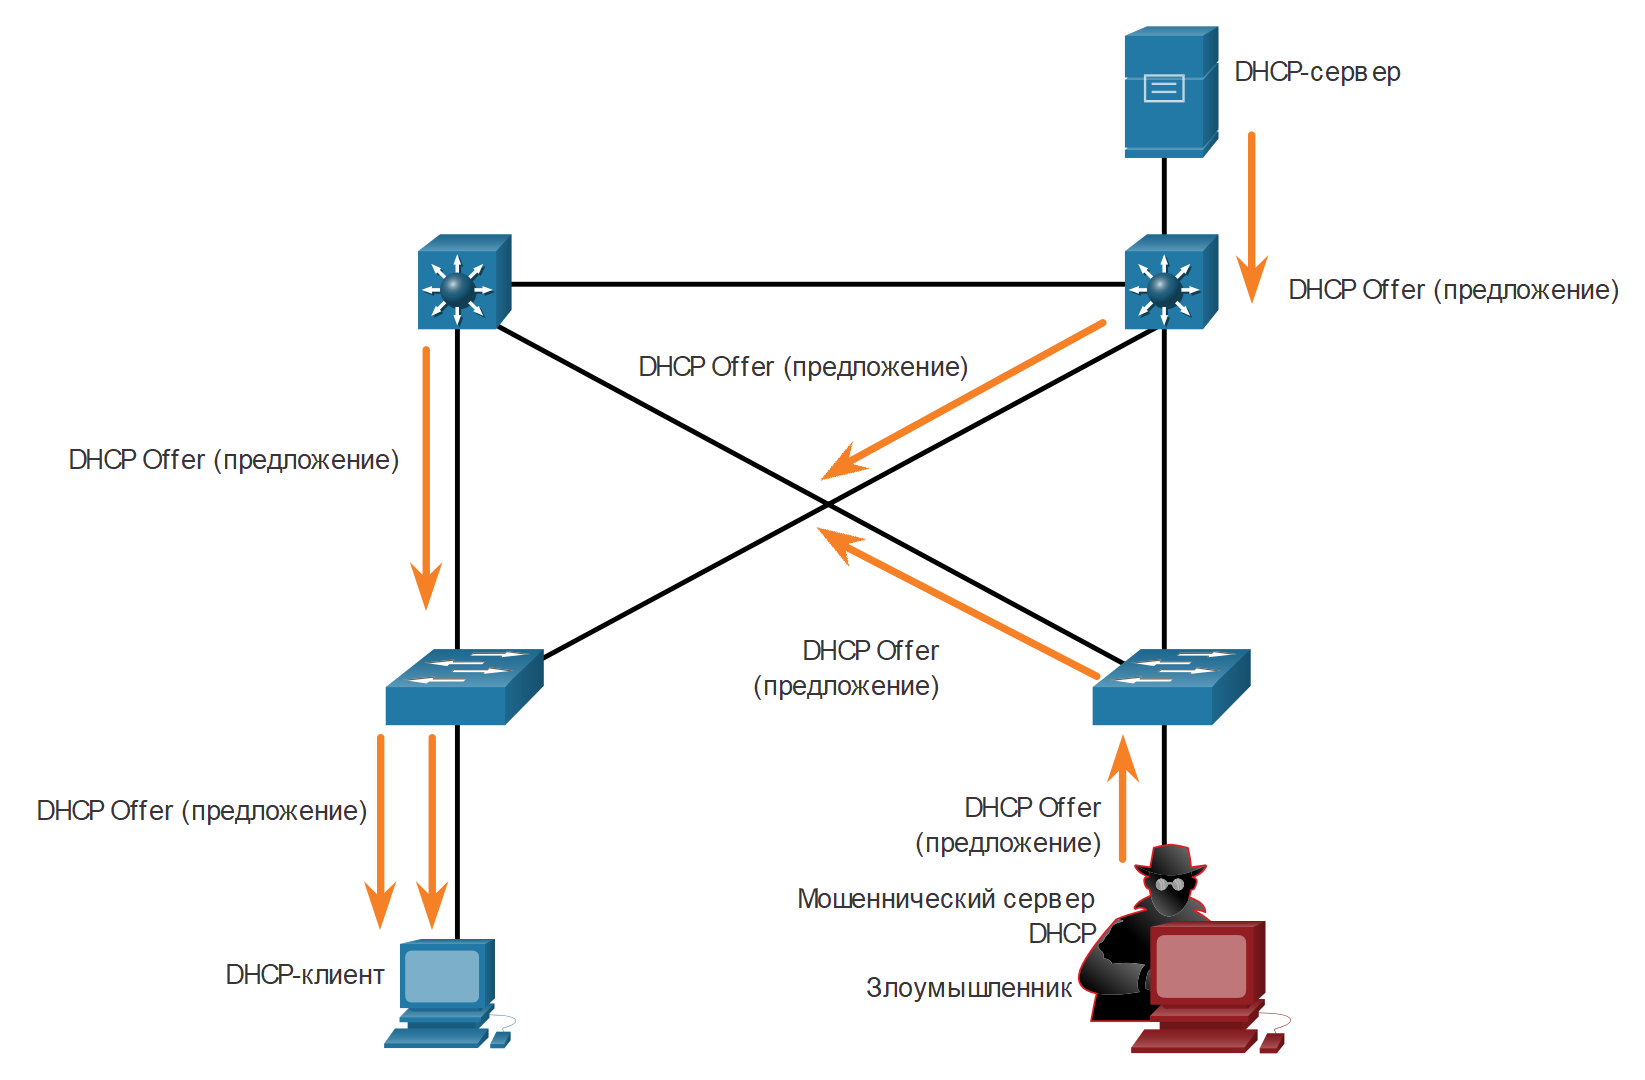 DHCP-сервер
DHCP Offer (предложение)
DHCP Offer (предложение)
DHCP Offer (предложение)
DHCP Offer
(предложение)
DHCP Offer (предложение)
DHCP Offer
(предложение)
Мошеннический сервер
DHCP
DHCP-клиент
Злоумышленник